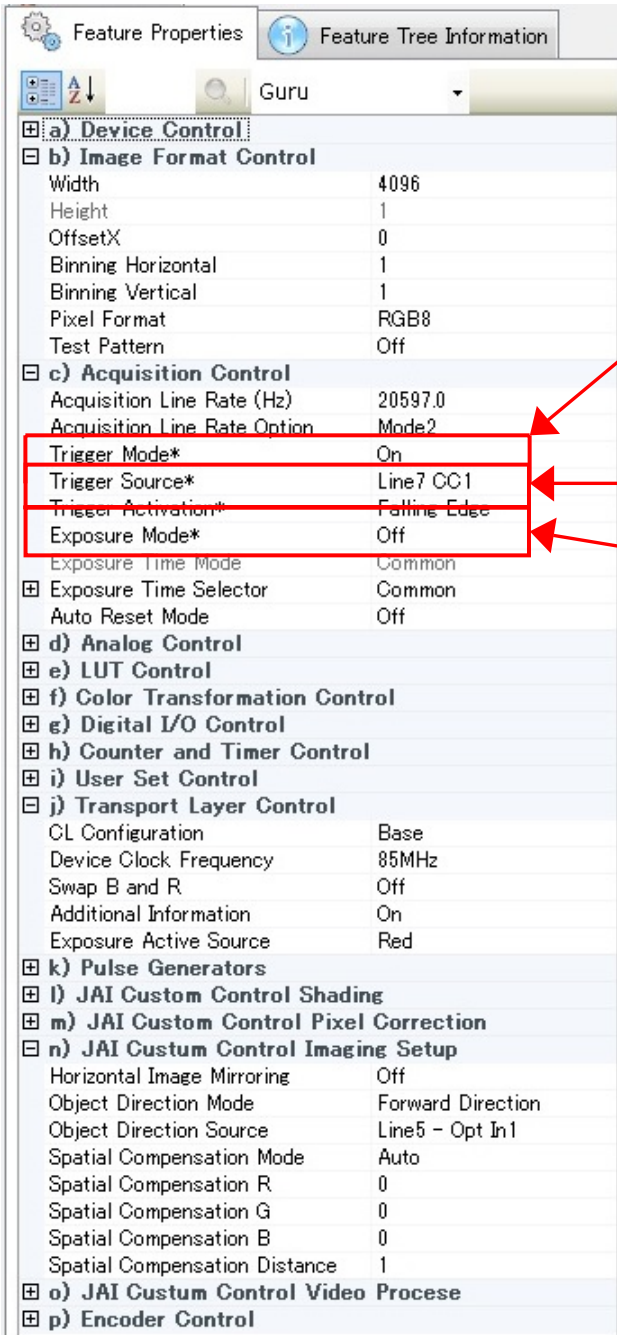 Feature Properties Feature Tree Information
Guru
a) Device Control
b) Image Format Control
Width 4096
Height 1
OffsetX 0
Binning Horizontal 1
Binning Vertical 1
Pixel Format RGB8
Test Pattern Off
c) Acquisition Control
Acquisition Line Rate (Hz) 20597.0
Acquisition Line Rate Option Mode2
Trigger Mode* On
Trigger Source* Line7 CC1
Trigger Activation* Falling Edge
Exposure Mode* Off
Exposure Time Mode Common
Exposure Time Selector Common
Auto Reset Mode Off
d) Analog Control
e) LUT Control
f) Color Transformation Control
g) Digital I/O Control
h) Counter and Timer Control
i) User Set Control
j) Transport Layer Control
CL Configuration Base
Device Clock Frequency 85MHz
Swap B and R Off
Additional Information On
Exposure Active Source Red
k) Pulse Generators
l) JAI Custom Control Shading
m) JAI Custom Control Pixel Correction
n) JAI Custum Control Imaging Setup
Horizontal Image Mirroring Off
Object Direction Mode Forward Direction
Object Direction Source Line5 - Opt In1
Spatial Compensation Mode Auto
Spatial Compensation R 0
Spatial Compensation G 0
Spatial Compensation B 0
Spatial Compensation Distance 1
o) JAI Custum Control Video Procese
p) Encoder Control